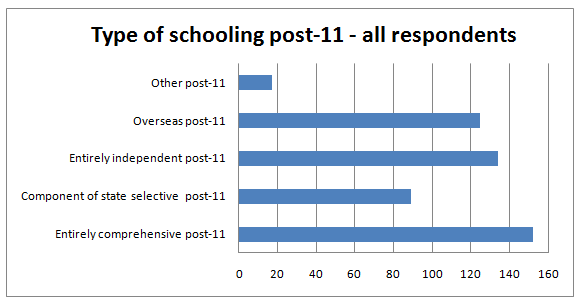 Type of schooling post-11 - all respondents
Other post-11
Overseas post-11
Entirely independent post-11
Component of state selective  post-11
Entirely comprehensive post-11
0 20 40 60 80 100 120 140 160